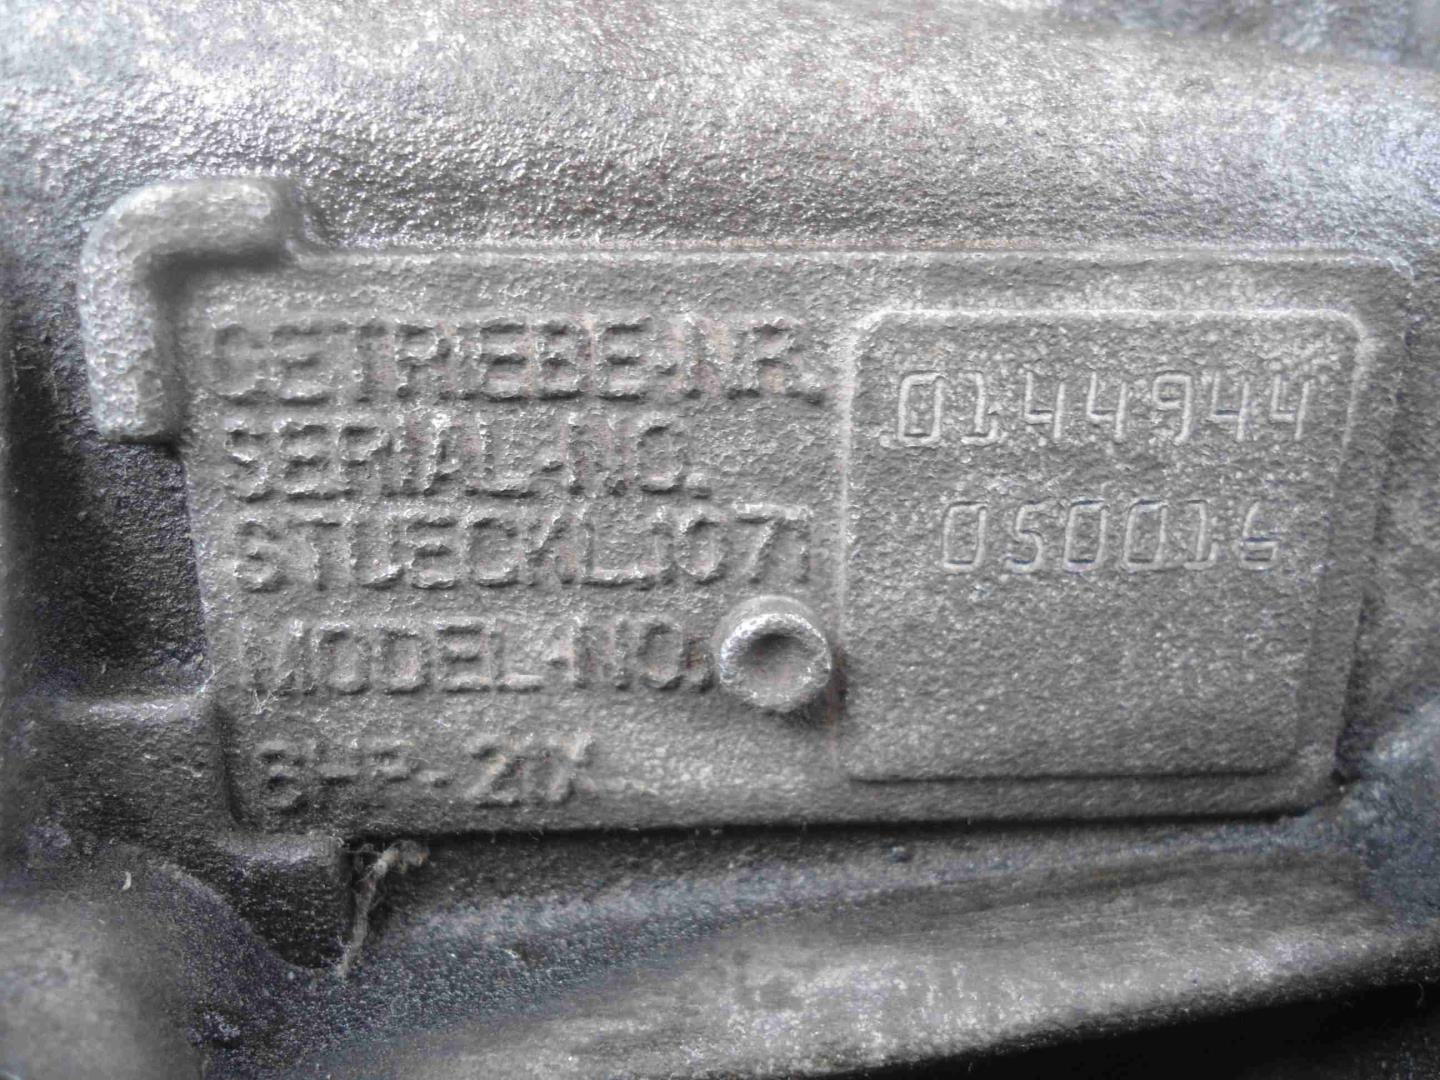 GETRIEBE-NR. 0144944
SERIAL-NO.
STUECKL.1071 050016
MODEL-NO.
6HP-21X